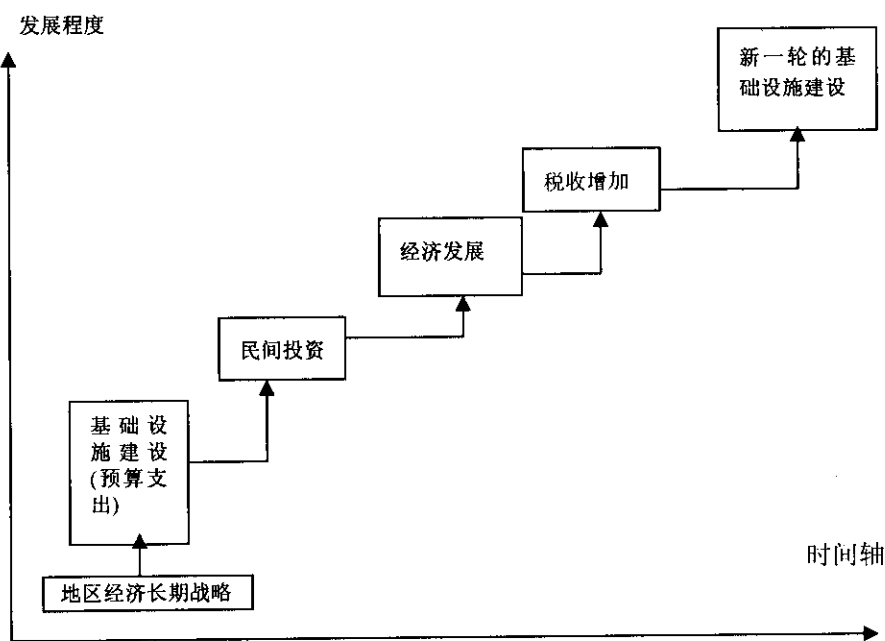 发展程度
新一轮的基
础设施建设
税收增加
经济发展
民间投资
基础设
施建设
(预算支
出)
时间轴
地区经济长期战略